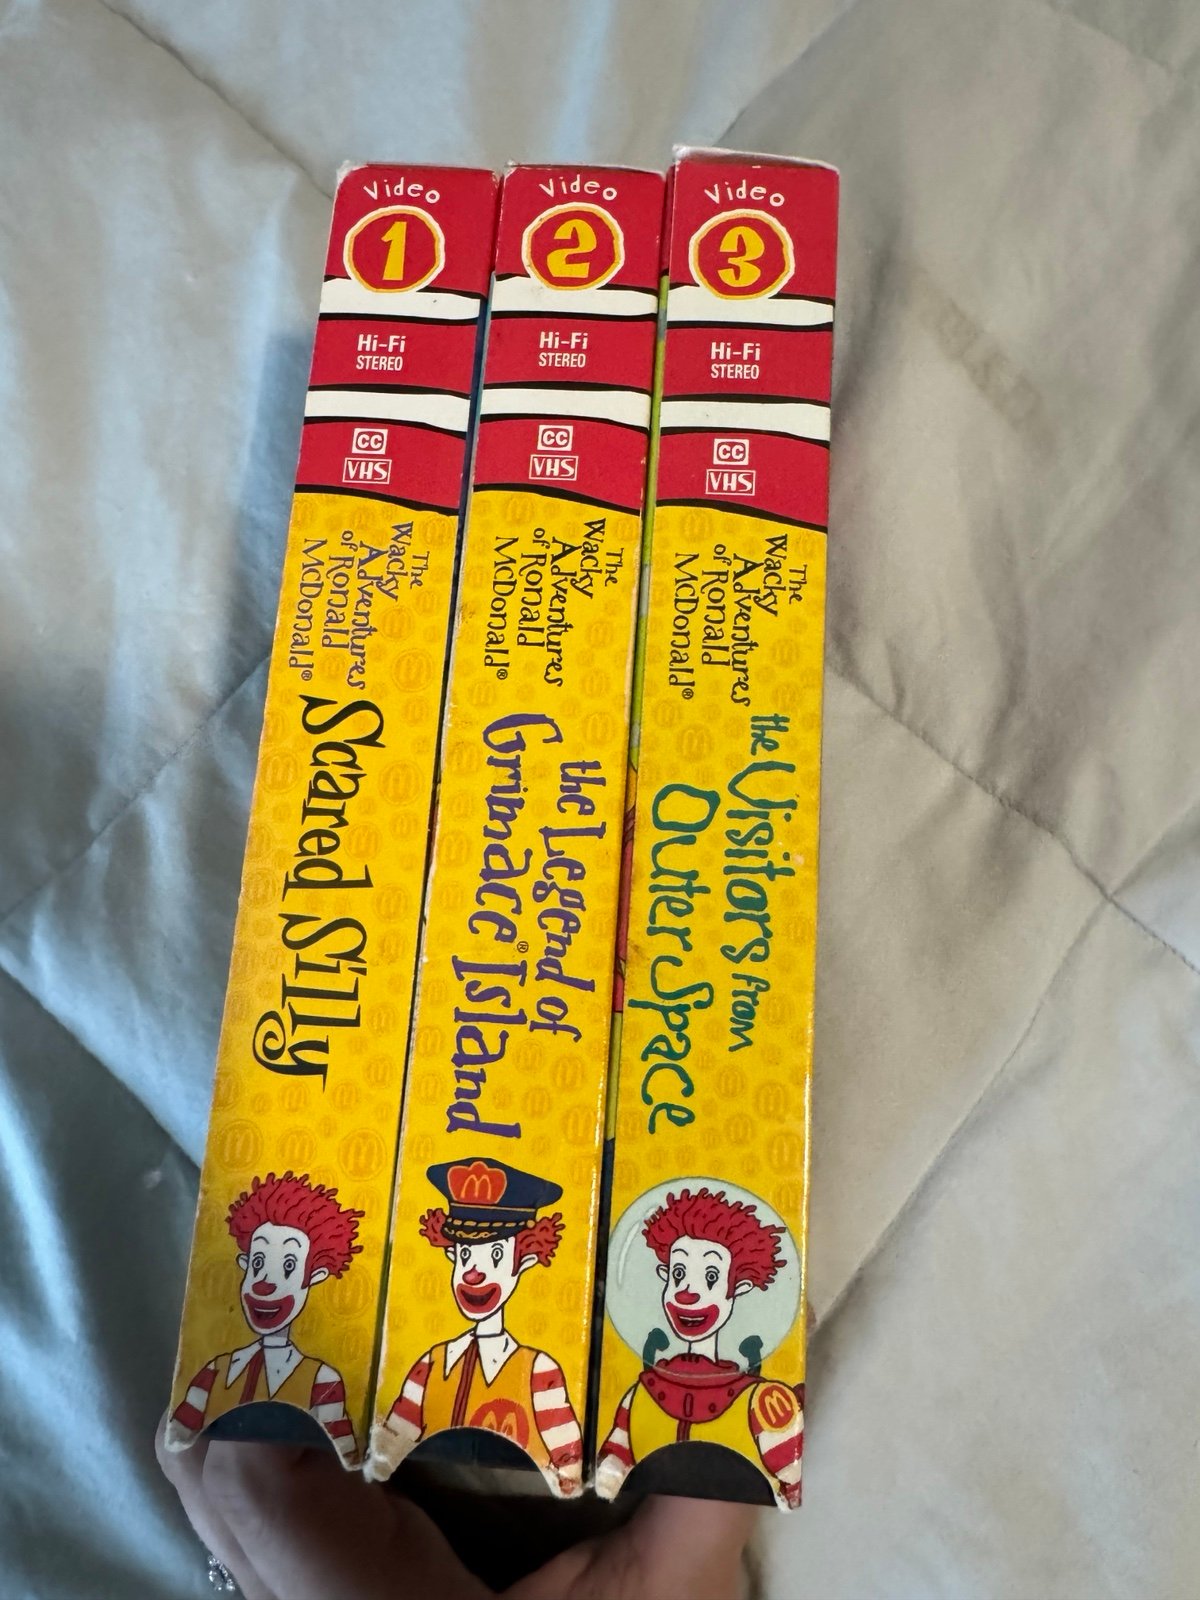 Video
1
Hi-Fi
STEREO
CC
VHS
The
Wacky
Adventures
of Ronald
McDonald®
Scared Silly
Video
2
Hi-Fi
STEREO
CC
VHS
The
Wacky
Adventures
of Ronald
McDonald®
the Legend of
Grimace® Island
Video
3
Hi-Fi
STEREO
CC
VHS
The
Wacky
Adventures
of Ronald
McDonald®
the Visitors from
Outer Space